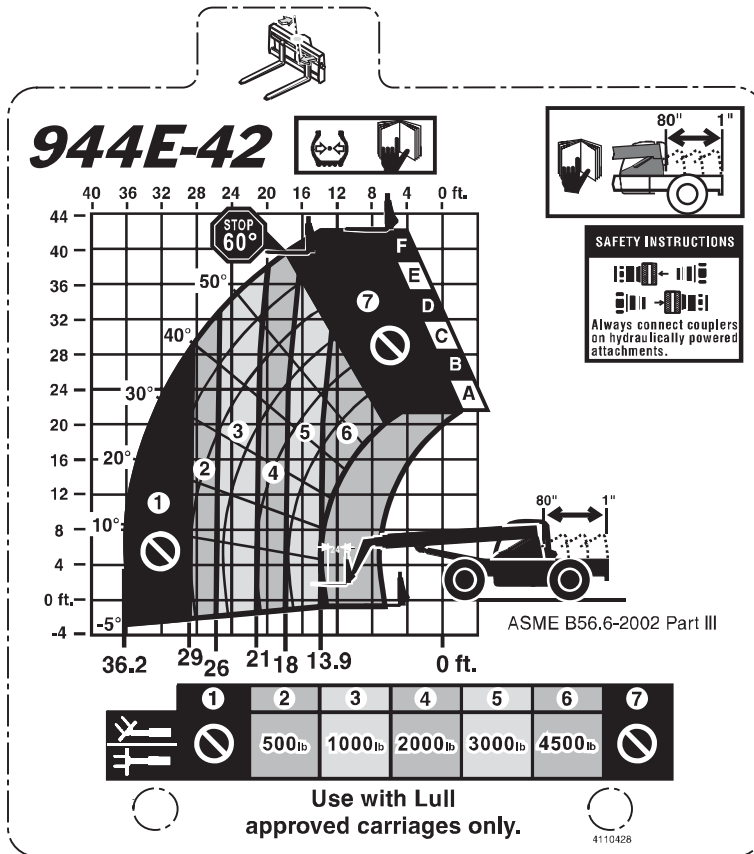 944E-42
80" 1"
40 36 32 28 24 20 16 12 8 4 0 ft.
44
40
36
32
28
24
20
16
12
8
4
0 ft.
-4
STOP
60°
50°
40°
30°
20°
10°
-5°
F
E
D
C
B
A
1
2
3
4
5
6
7
24
SAFETY INSTRUCTIONS
Always connect couplers
on hydraulically powered
attachments.
80" 1"
ASME B56.6-2002 Part III
36.2 29 26 21 18 13.9 0 ft.
1 2 3 4 5 6 7
500lb 1000lb 2000lb 3000lb 4500lb
Use with Lull
approved carriages only.
4110428